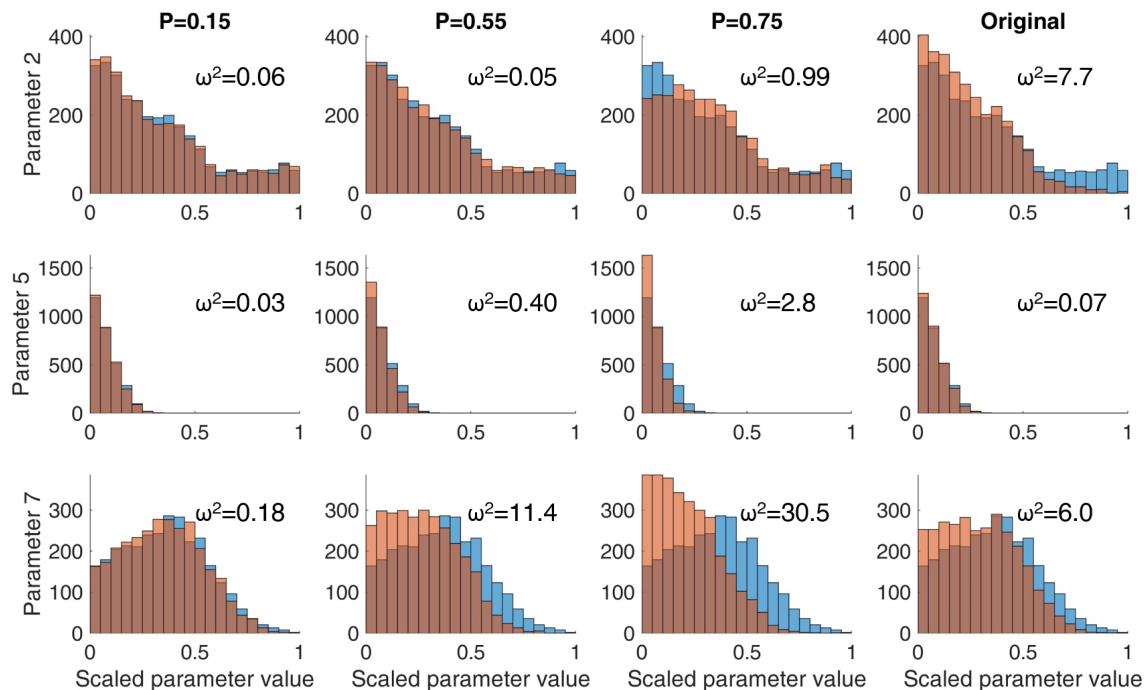 P=0.15 P=0.55 P=0.75 Original
Parameter 2
400
200
0
ω²=0.06
0 0.5 1
400
200
0
ω²=0.05
0 0.5 1
400
200
0
ω²=0.99
0 0.5 1
400
200
0
ω²=7.7
0 0.5 1
Parameter 5
1500
1000
500
0
ω²=0.03
0 0.5 1
1500
1000
500
0
ω²=0.40
0 0.5 1
1500
1000
500
0
ω²=2.8
0 0.5 1
1500
1000
500
0
ω²=0.07
0 0.5 1
Parameter 7
300
200
100
0
ω²=0.18
0 0.5 1
Scaled parameter value
300
200
100
0
ω²=11.4
0 0.5 1
Scaled parameter value
300
200
100
0
ω²=30.5
0 0.5 1
Scaled parameter value
300
200
100
0
ω²=6.0
0 0.5 1
Scaled parameter value